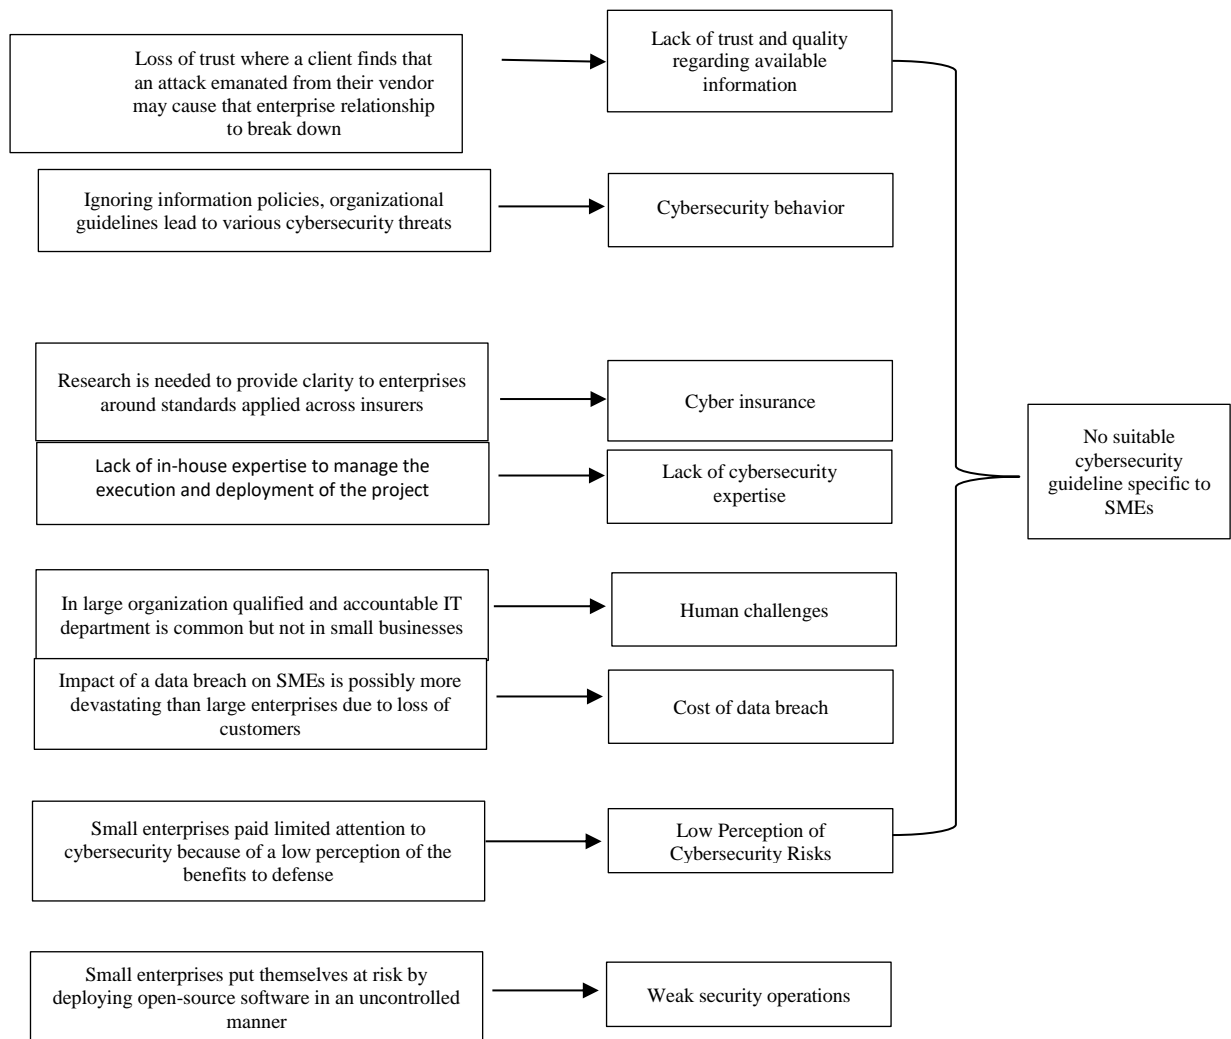 Loss of trust where a client finds that
an attack emanated from their vendor
may cause that enterprise relationship
to break down
Lack of trust and quality
regarding available
information
Ignoring information policies, organizational
guidelines lead to various cybersecurity threats
Cybersecurity behavior
Research is needed to provide clarity to enterprises
around standards applied across insurers
Cyber insurance
Lack of in-house expertise to manage the
execution and deployment of the project
Lack of cybersecurity
expertise
In large organization qualified and accountable IT
department is common but not in small businesses
Human challenges
Impact of a data breach on SMEs is possibly more
devastating than large enterprises due to loss of
customers
Cost of data breach
Small enterprises paid limited attention to
cybersecurity because of a low perception of the
benefits to defense
Low Perception of
Cybersecurity Risks
Small enterprises put themselves at risk by
deploying open-source software in an uncontrolled
manner
Weak security operations
No suitable
cybersecurity
guideline specific to
SMEs